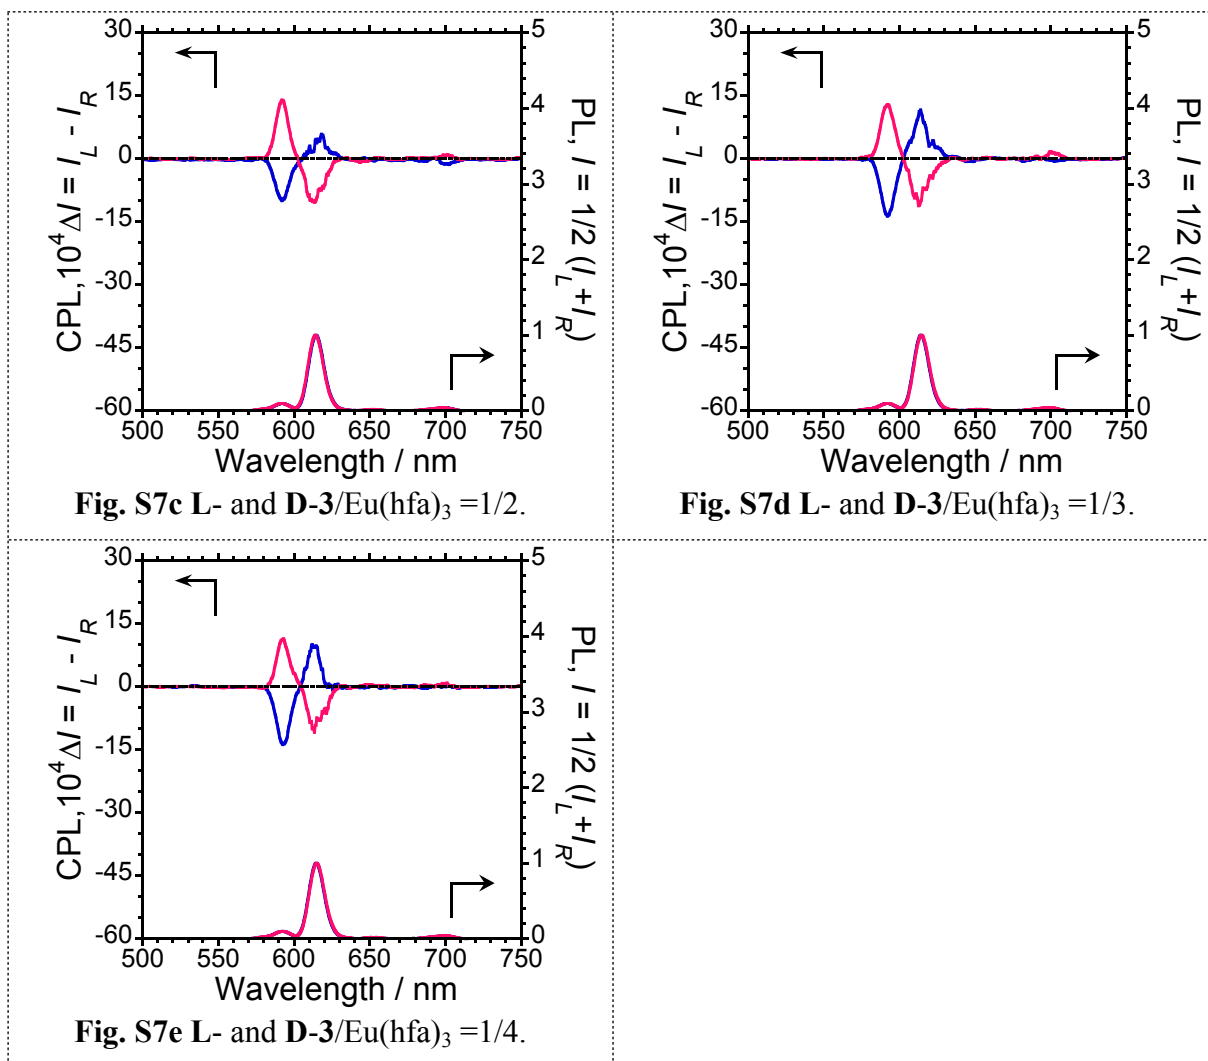 30
15
0
-15
-30
-45
-60
CPL, 10⁴ ΔI = I_L - I_R
5
4
3
2
1
0
PL, I = 1/2 (I_L+I_R)
500 550 600 650 700 750
Wavelength / nm
Fig. S7c L- and D-3/Eu(hfa)₃ =1/2.
30
15
0
-15
-30
-45
-60
CPL, 10⁴ ΔI = I_L - I_R
5
4
3
2
1
0
PL, I = 1/2 (I_L+I_R)
500 550 600 650 700 750
Wavelength / nm
Fig. S7d L- and D-3/Eu(hfa)₃ =1/3.
30
15
0
-15
-30
-45
-60
CPL, 10⁴ ΔI = I_L - I_R
5
4
3
2
1
0
PL, I = 1/2 (I_L+I_R)
500 550 600 650 700 750
Wavelength / nm
Fig. S7e L- and D-3/Eu(hfa)₃ =1/4.